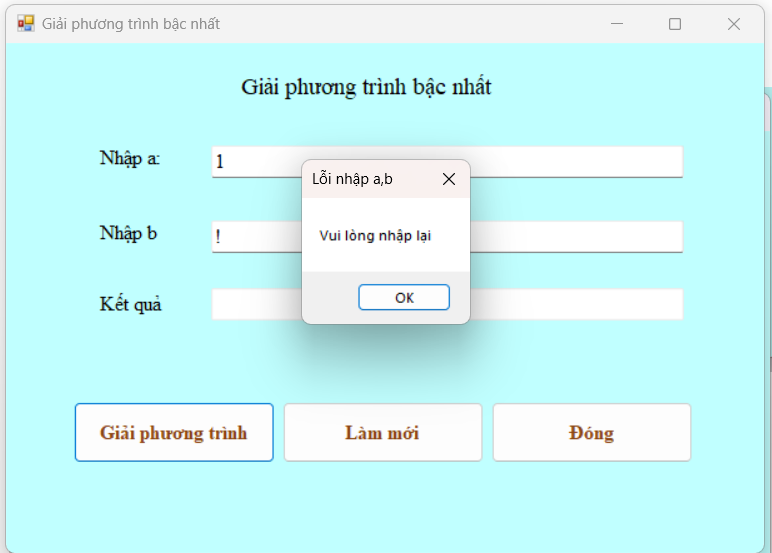 Giải phương trình bậc nhất
Giải phương trình bậc nhất
Nhập a:
1
Lỗi nhập a,b
Vui lòng nhập lại
OK
Nhập b
!
Kết quả
Giải phương trình
Làm mới
Đóng